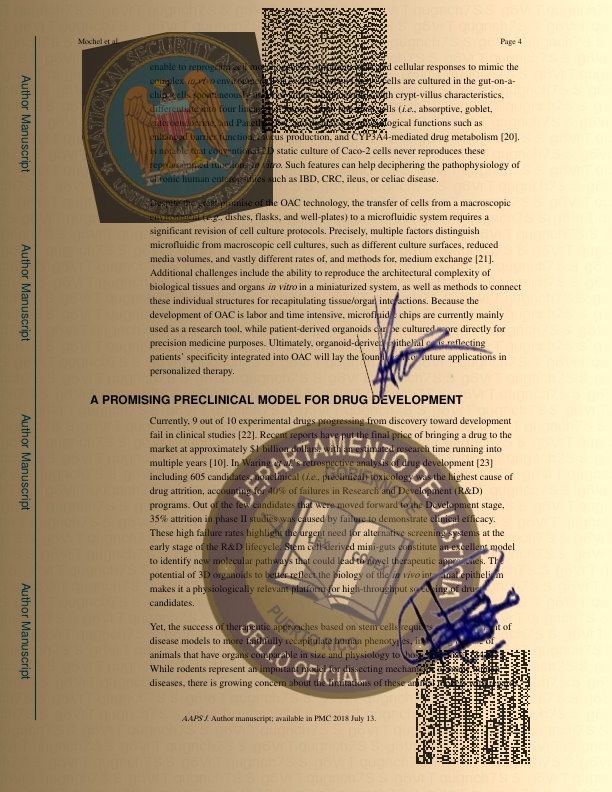 Mochel et al.
Page 4
enable to reprogram cellular responses to mimic the
complex in vivo environment cells are cultured in the gut-on-a-
chip, cells spontaneously with crypt-villus characteristics,
differentiate into four lineages cells (i.e., absorptive, goblet,
and Paneth) physiological functions such as
enhanced barrier function, mucus production, and CYP3A4-mediated drug metabolism [20].
is notable that conventional 2D static culture of Caco-2 cells never reproduces these
functions in vitro. Such features can help deciphering the pathophysiology of
chronic human enteropathies such as IBD, CRC, ileus, or celiac disease.
Despite the great promise of the OAC technology, the transfer of cells from a macroscopic
environment (e.g., dishes, flasks, and well-plates) to a microfluidic system requires a
significant revision of cell culture protocols. Precisely, multiple factors distinguish
microfluidic from macroscopic cell cultures, such as different culture surfaces, reduced
media volumes, and vastly different rates of, and methods for, medium exchange [21].
Additional challenges include the ability to reproduce the architectural complexity of
biological tissues and organs in vitro in a miniaturized system, as well as methods to connect
these individual structures for recapitulating tissue/organ interactions. Because the
development of OAC is labor and time intensive, microfluidic chips are currently mainly
used as a research tool, while patient-derived organoids can be cultured more directly for
precision medicine purposes. Ultimately, organoid-derived epithelial cells reflecting
patients' specificity integrated into OAC will lay the foundation for future applications in
personalized therapy.
A PROMISING PRECLINICAL MODEL FOR DRUG DEVELOPMENT
Currently, 9 out of 10 experimental drugs progressing from discovery toward development
fail in clinical studies [22]. Recent reports have put the final price of bringing a drug to the
market at approximately $1 billion dollars, with an estimated research time running into
multiple years [10]. In Waring et al.'s retrospective analysis of drug development [23]
including 605 candidates, nonclinical (i.e., preclinical) toxicology was the highest cause of
drug attrition, accounting for 40% of failures in Research and Development (R&D)
programs. Out of the few candidates that were moved forward to the Development stage,
35% attrition in phase II studies was caused by failure to demonstrate clinical efficacy.
These high failure rates highlight the urgent need for alternative screening systems at the
early stage of the R&D lifecycle. Stem cell-derived mini-guts constitute an excellent model
to identify new molecular pathways that could lead to novel therapeutic approaches. The
potential of 3D organoids to better reflect the biology of the in vivo intestinal epithelium
makes it a physiologically relevant platform for high-throughput screening of drug
candidates.
Yet, the success of therapeutic approaches based on stem cells requires of
disease models to more faithfully recapitulate human phenotypes, of
animals that have organs comparable in size and physiology to
While rodents represent an important model for dissecting
diseases, there is growing concern about the limitations of these
AAPS J. Author manuscript; available in PMC 2018 July 13.
Author Manuscript
Author Manuscript
Author Manuscript
Author Manuscript
NATIONAL SECURITY
DEPARTAMENTO DE JUSTICIA
GOBIERNO DE
PUERTO RICO
SELLO OFICIAL